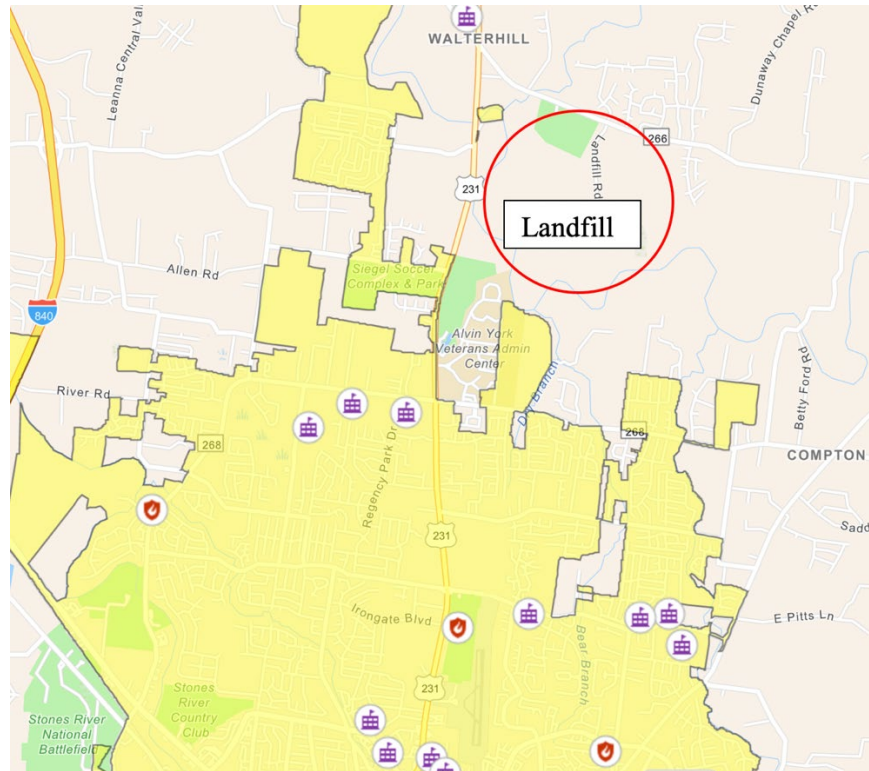 WALTERHILL
Leanna Central Val
Dunaway Chapel Rd
266
Landfill Rd
231
Landfill
Allen Rd
Siegel Soccer
Complex & Park
840
Alvin York
Veterans Admin
Center
River Rd
Dry Branch
Betty Ford Rd
268
268
Regency Park Dr
COMPTON
Sadd
231
Irongate Blvd
E Pitts Ln
Bear Branch
231
Stones
River
Country
Club
Stones River
National
Battlefield